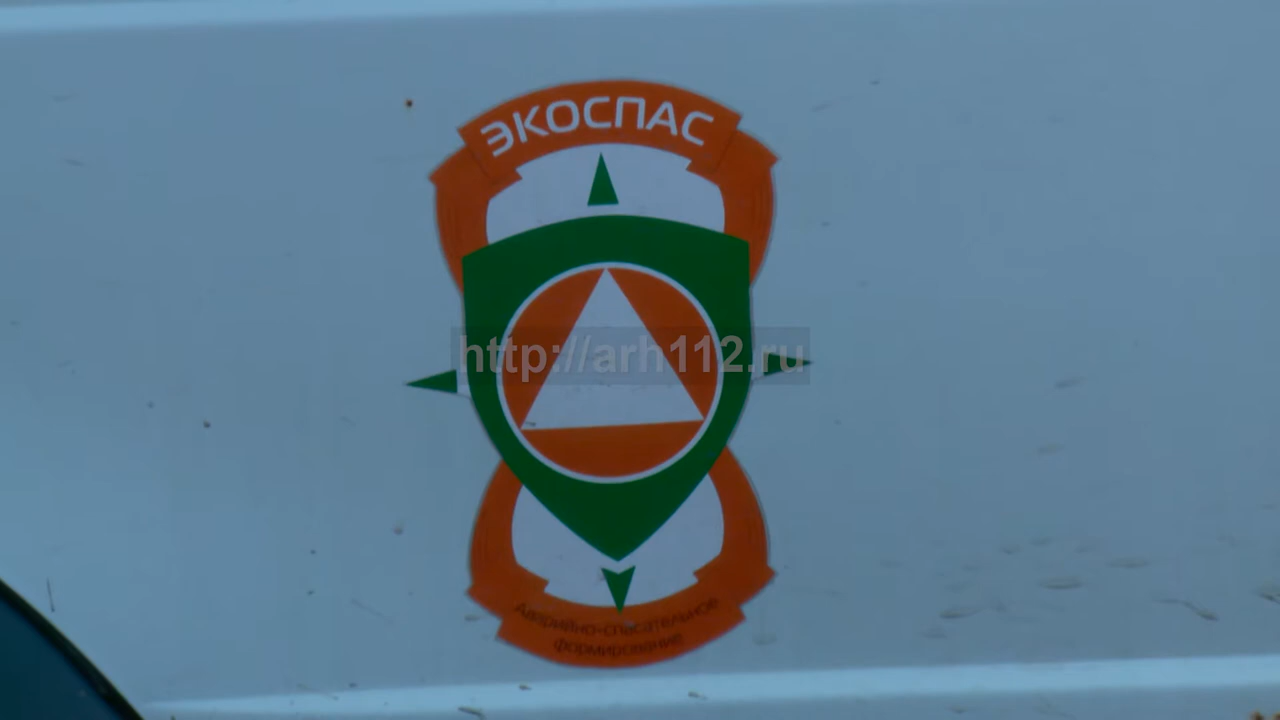 ЭКОСПАС
http://arh112.ru
Аварийно-спасательное
формирование